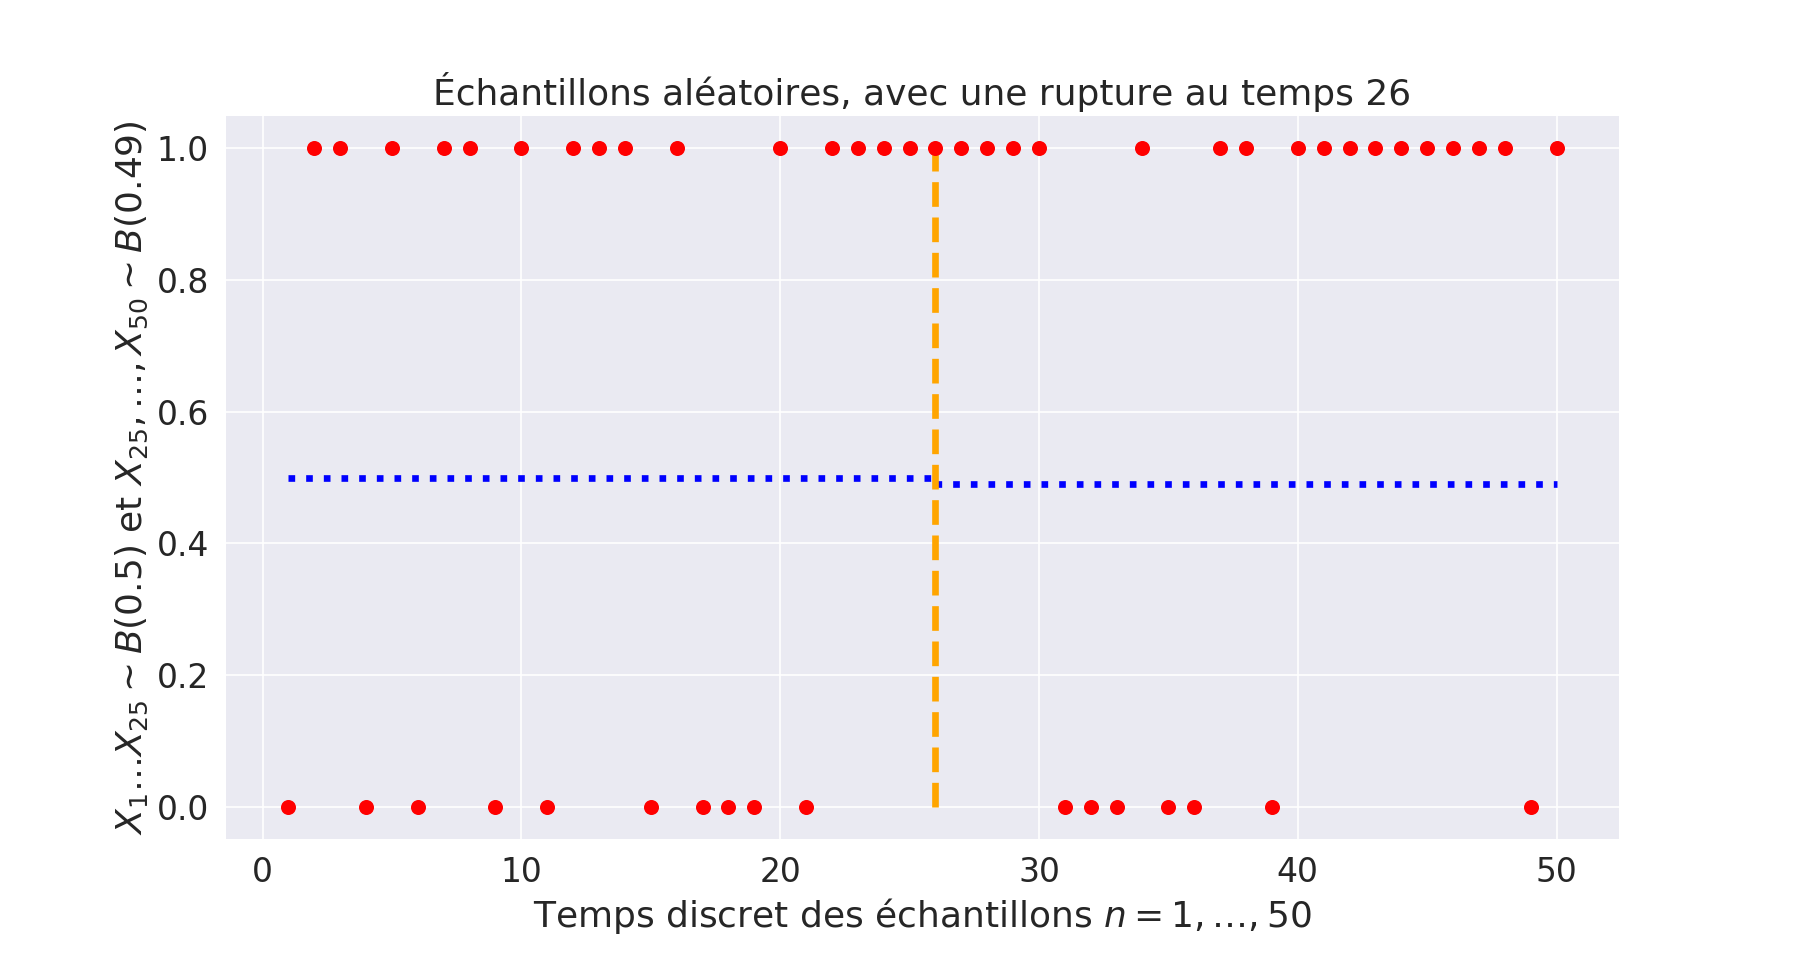 Échantillons aléatoires, avec une rupture au temps 26
X₁…X₂₅ ~ B(0.5) et X₂₅, …, X₅₀ ~ B(0.49)
1.0
0.8
0.6
0.4
0.2
0.0
0 10 20 30 40 50
Temps discret des échantillons n = 1, …, 50